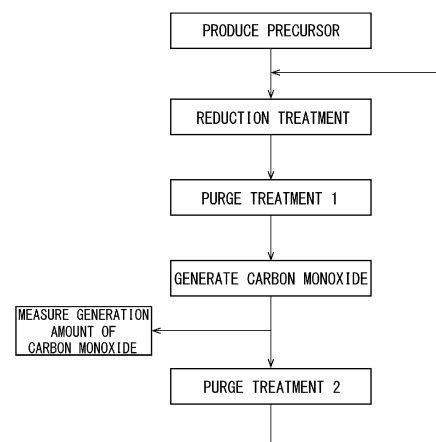 PRODUCE PRECURSOR
REDUCTION TREATMENT
PURGE TREATMENT 1
GENERATE CARBON MONOXIDE
MEASURE GENERATION
AMOUNT OF
CARBON MONOXIDE
PURGE TREATMENT 2